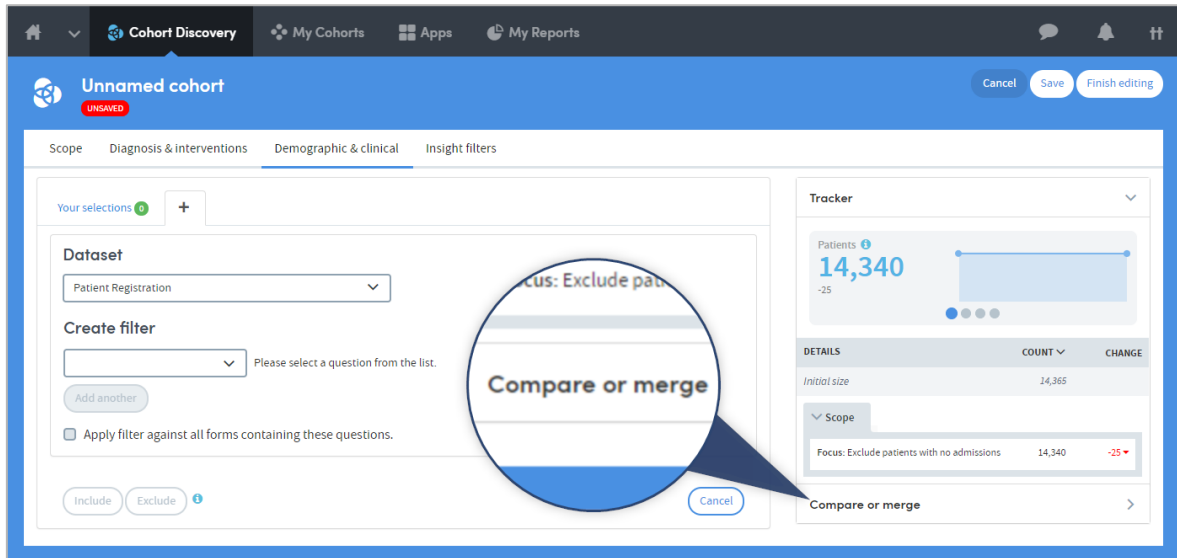 Cohort Discovery My Cohorts Apps My Reports
Unnamed cohort
UNSAVED
Cancel Save Finish editing
Scope Diagnosis & interventions Demographic & clinical Insight filters
Your selections 0 +
Dataset
Patient Registration
Create filter
Please select a question from the list.
Add another
Apply filter against all forms containing these questions.
Include Exclude
Cancel
cus: Exclude pati
Compare or merge
Tracker
Patients
14,340
-25
DETAILS COUNT CHANGE
Initial size 14,365
Scope
Focus: Exclude patients with no admissions 14,340 -25
Compare or merge